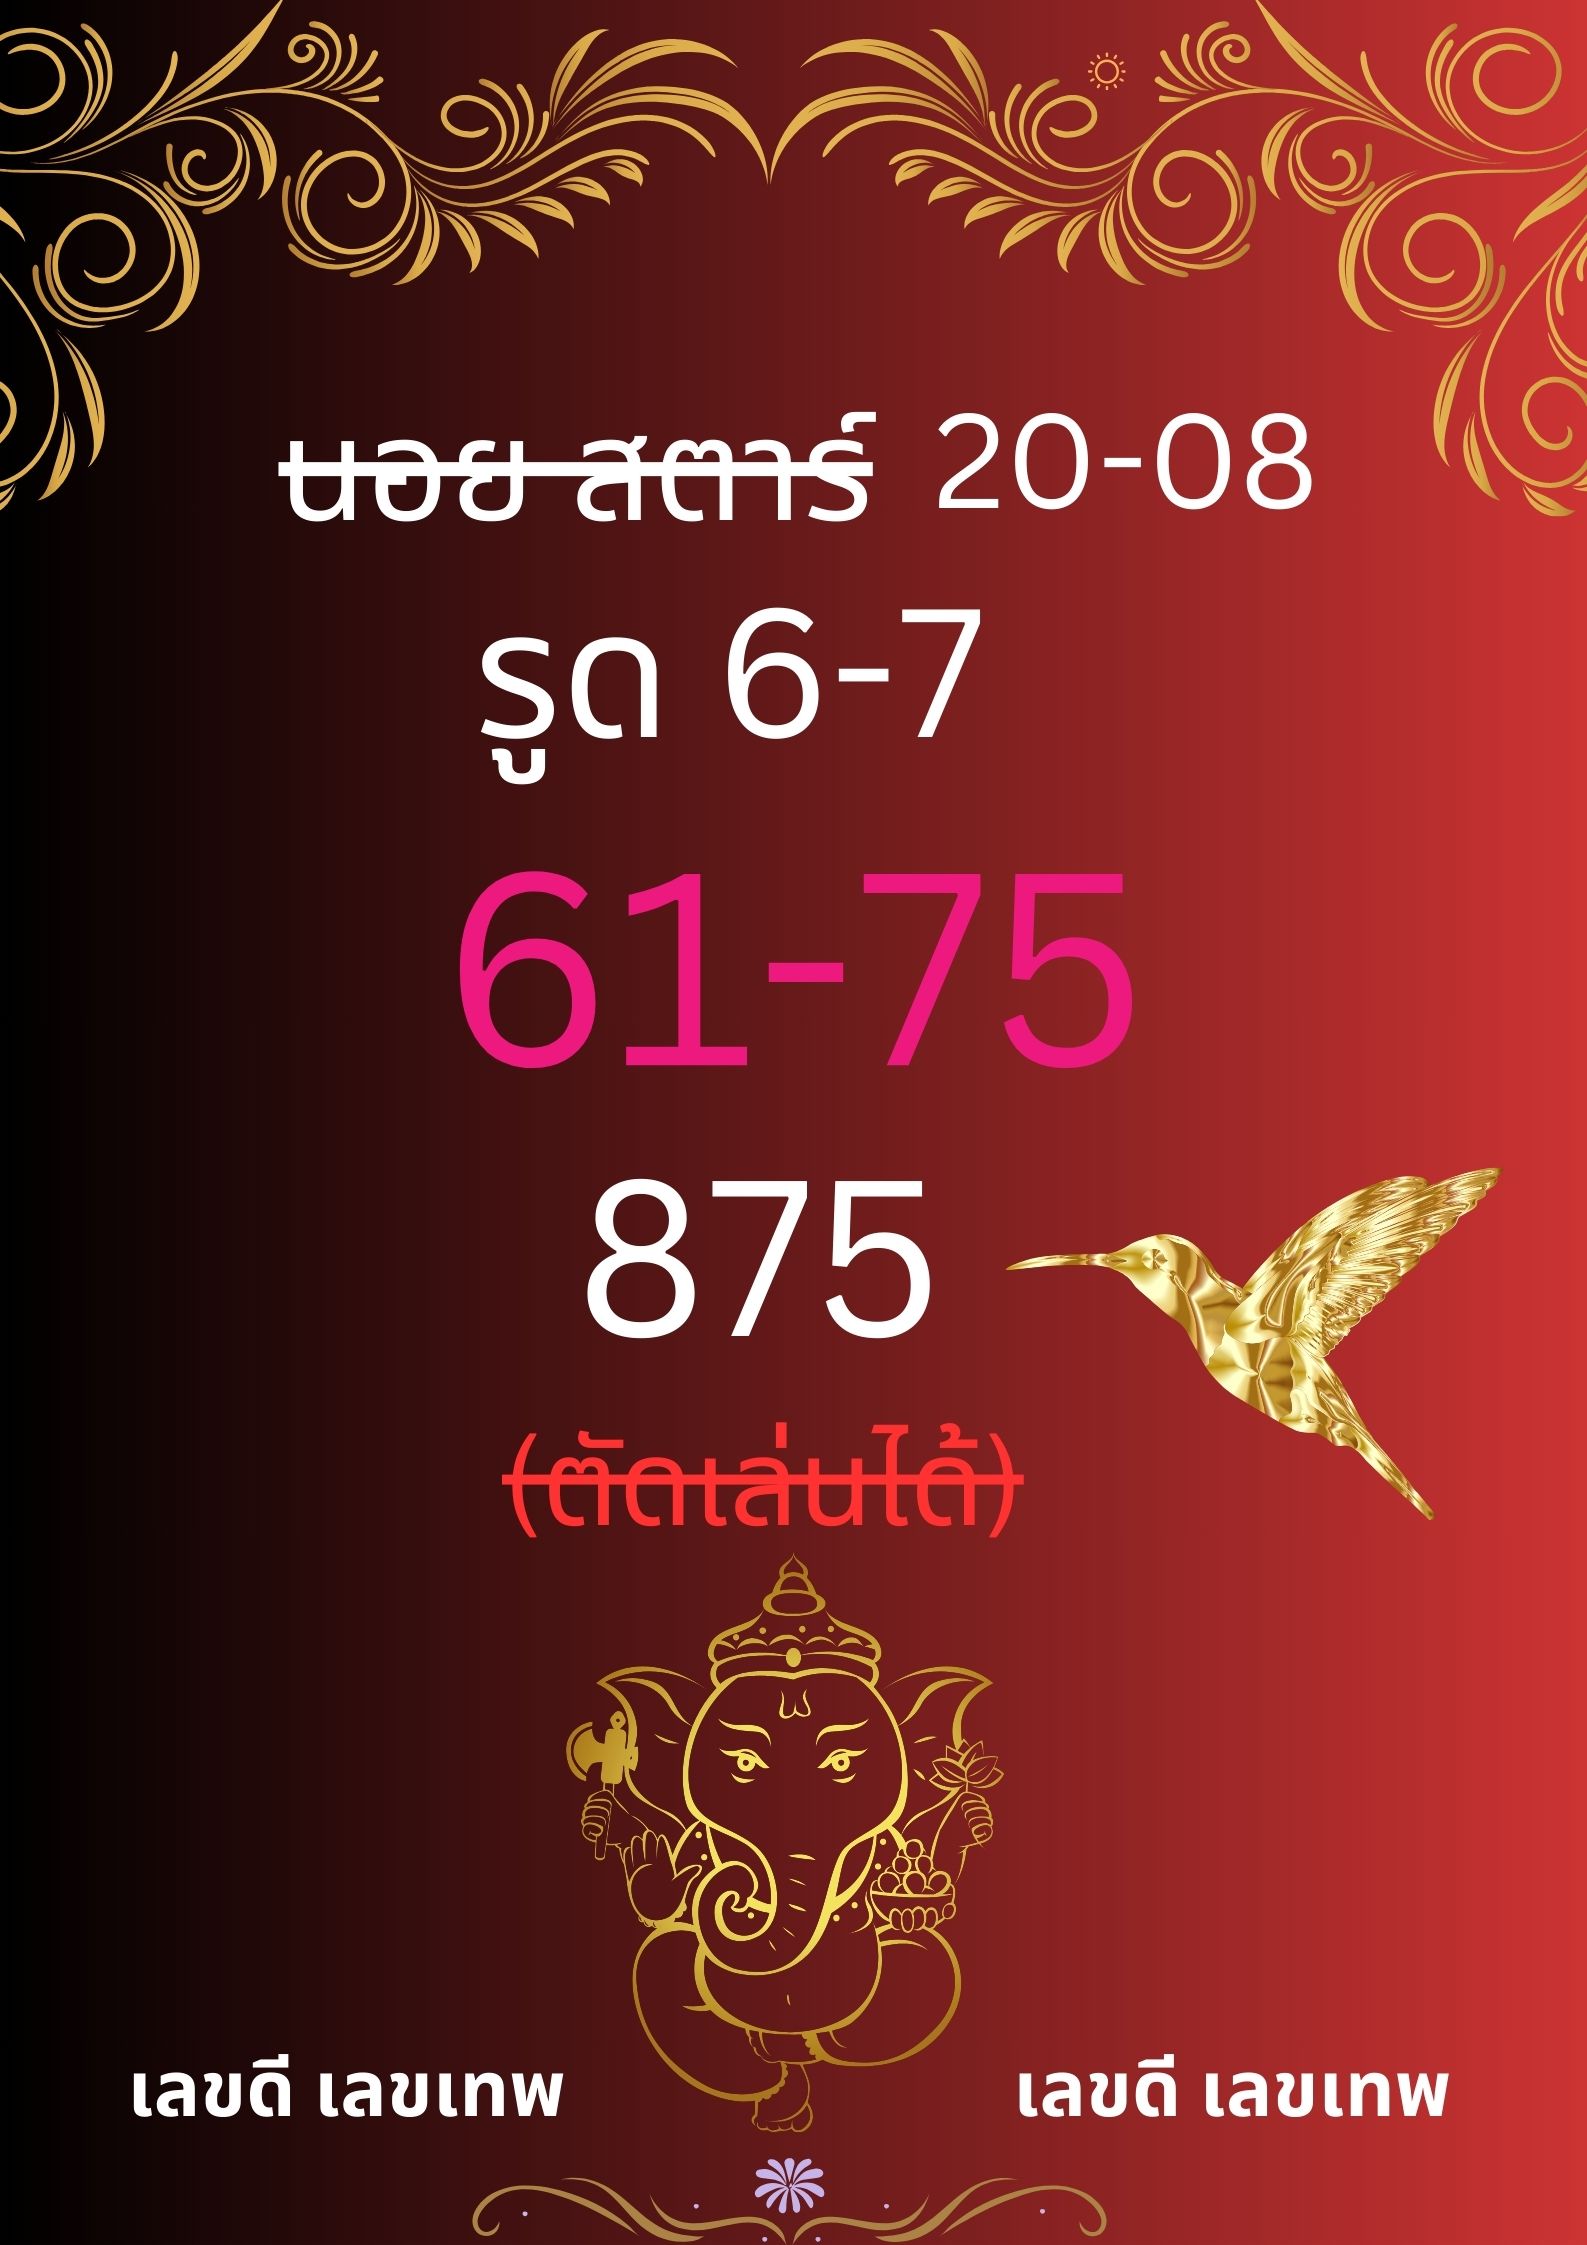 นอย สตาร์ 20-08
รูด 6-7
61-75
875
(ตัดเล่นได้)
เลขดี เลขเทพ
เลขดี เลขเทพ